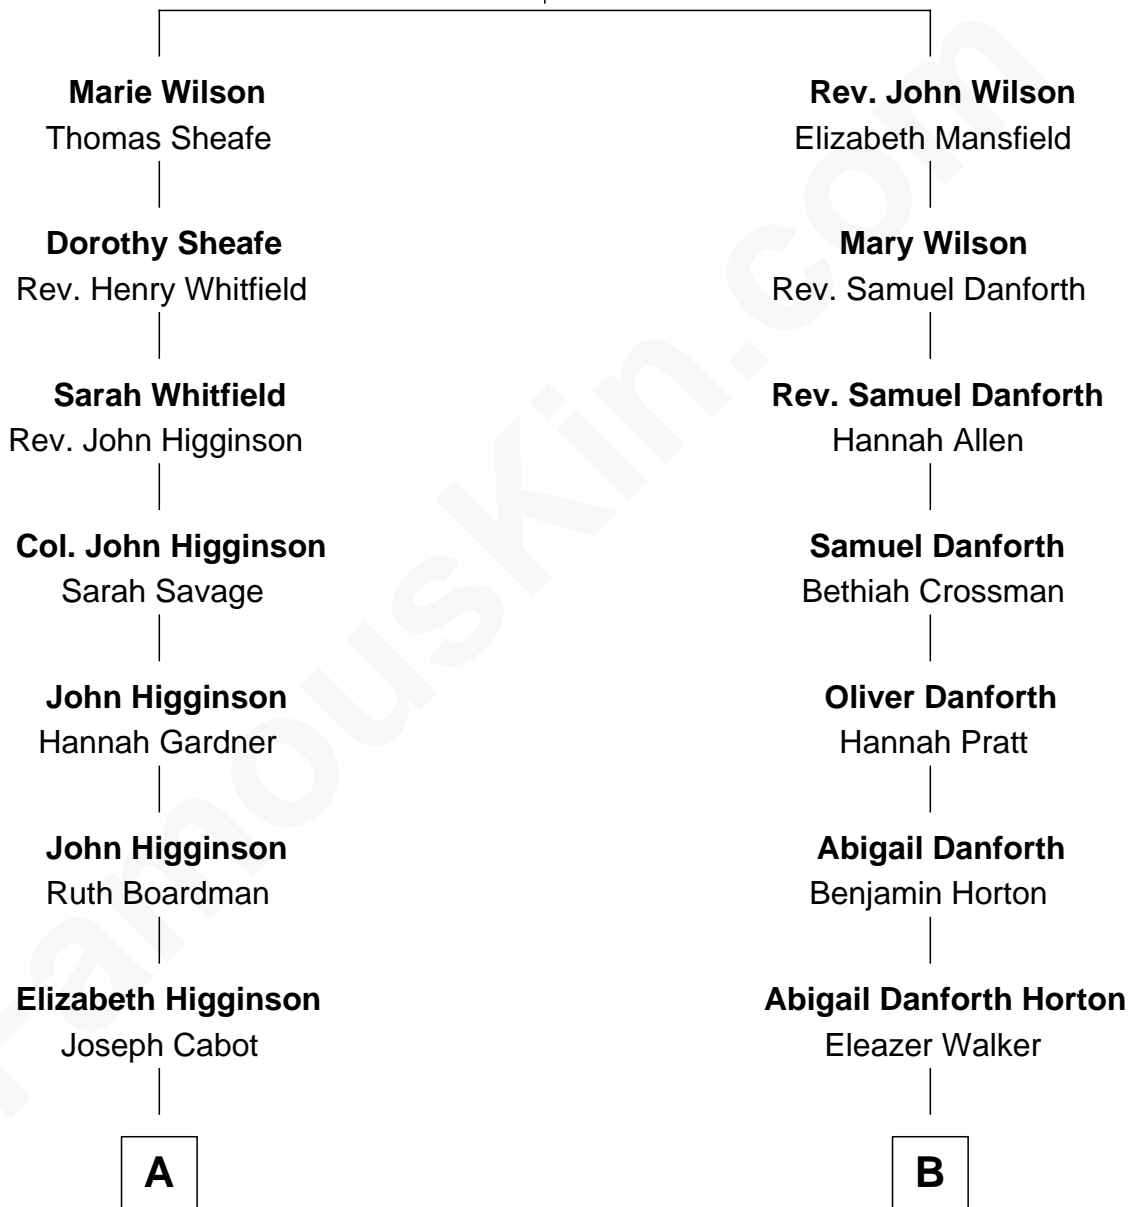 Marie Wilson
Thomas Sheafe
Dorothy Sheafe
Rev. Henry Whitfield
Sarah Whitfield
Rev. John Higginson
Col. John Higginson
Sarah Savage
John Higginson
Hannah Gardner
John Higginson
Ruth Boardman
Elizabeth Higginson
Joseph Cabot
A
Rev. John Wilson
Elizabeth Mansfield
Mary Wilson
Rev. Samuel Danforth
Rev. Samuel Danforth
Hannah Allen
Samuel Danforth
Bethiah Crossman
Oliver Danforth
Hannah Pratt
Abigail Danforth
Benjamin Horton
Abigail Danforth Horton
Eleazer Walker
B
FamousKin.com